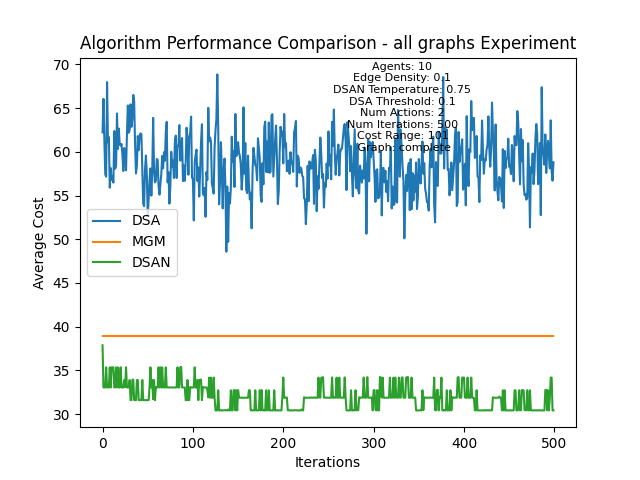 Algorithm Performance Comparison - all graphs Experiment
Agents: 10
Edge Density: 0.1
DSAN Temperature: 0.75
DSA Threshold: 0.1
Num Actions: 2
Num Iterations: 500
Cost Range: 101
Graph: complete
70
65
60
55
50
45
40
35
30
Average Cost
DSA
MGM
DSAN
0
100
200
300
400
500
Iterations